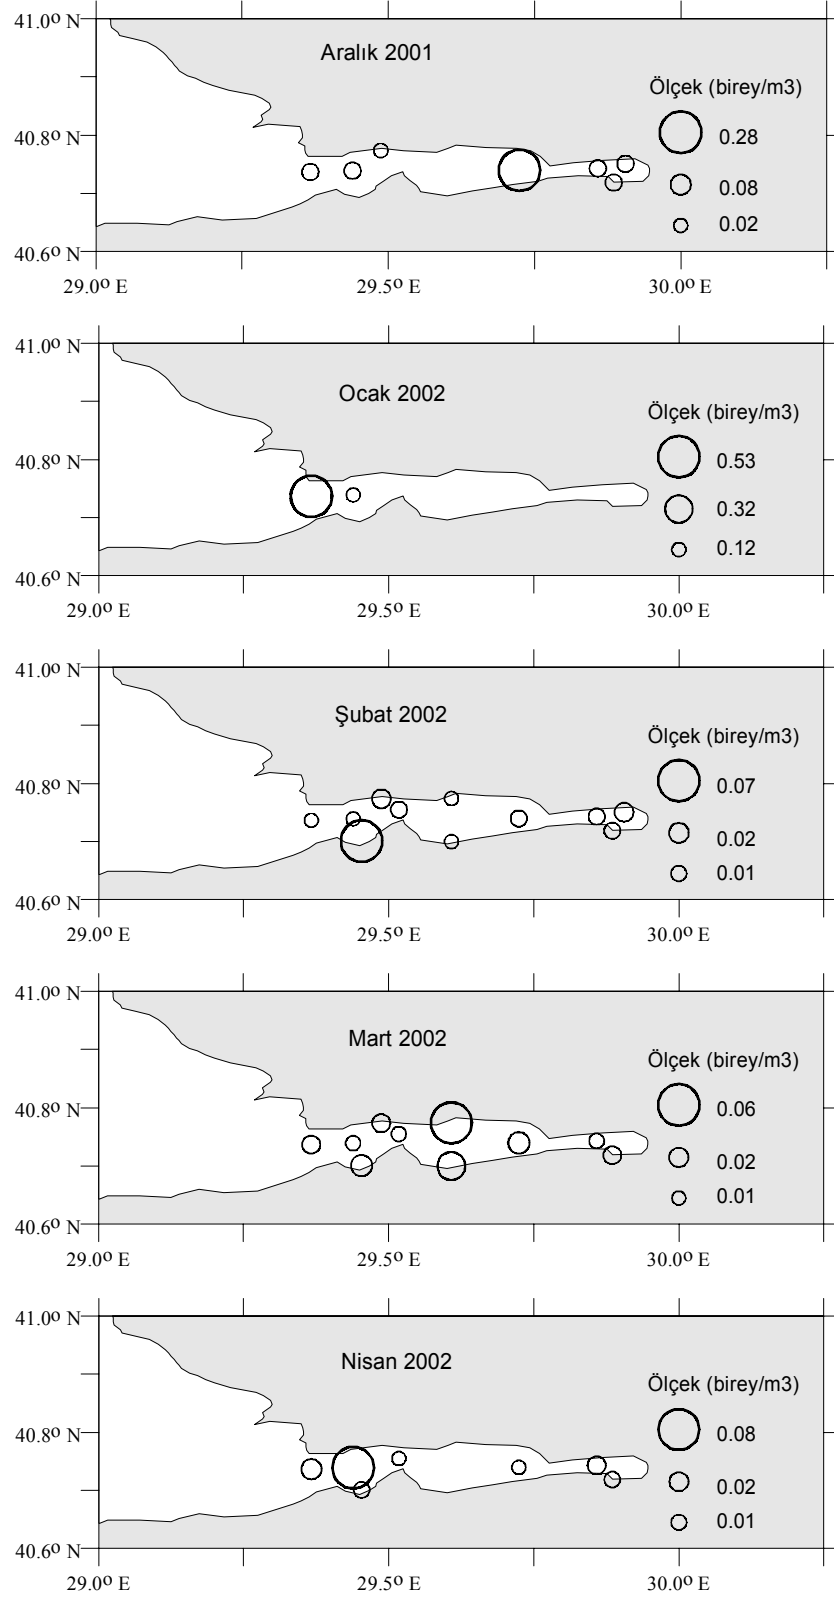 41.0º N
Aralık 2001
Ölçek (birey/m3)
0.28
40.8º N
0.08
0.02
40.6º N
29.0º E 29.5º E 30.0º E
41.0º N
Ocak 2002
Ölçek (birey/m3)
0.53
40.8º N
0.32
0.12
40.6º N
29.0º E 29.5º E 30.0º E
41.0º N
Şubat 2002
Ölçek (birey/m3)
0.07
40.8º N
0.02
0.01
40.6º N
29.0º E 29.5º E 30.0º E
41.0º N
Mart 2002
Ölçek (birey/m3)
0.06
40.8º N
0.02
0.01
40.6º N
29.0º E 29.5º E 30.0º E
41.0º N
Nisan 2002
Ölçek (birey/m3)
0.08
40.8º N
0.02
0.01
40.6º N
29.0º E 29.5º E 30.0º E